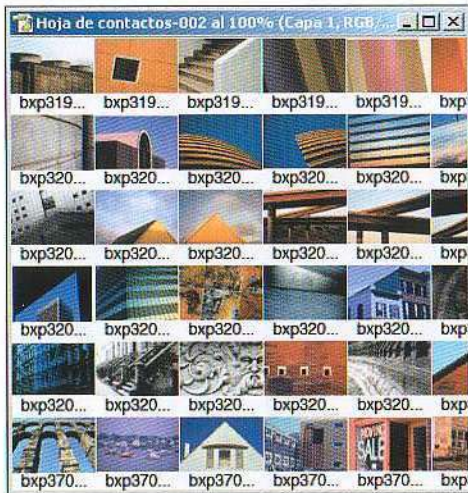 Hoja de contactos-002 al 100% (Capa 1, RGB/...
bxp319... bxp319... bxp319... bxp319... bxp319... bxp
bxp320... bxp320... bxp320... bxp320... bxp320... bxp
bxp320... bxp320... bxp320... bxp320... bxp320... bxp
bxp320... bxp320... bxp320... bxp320... bxp320... bxp
bxp320... bxp320... bxp320... bxp320... bxp320... bxp
SALE
bxp370... bxp370... bxp370... bxp370... bxp370... bxp